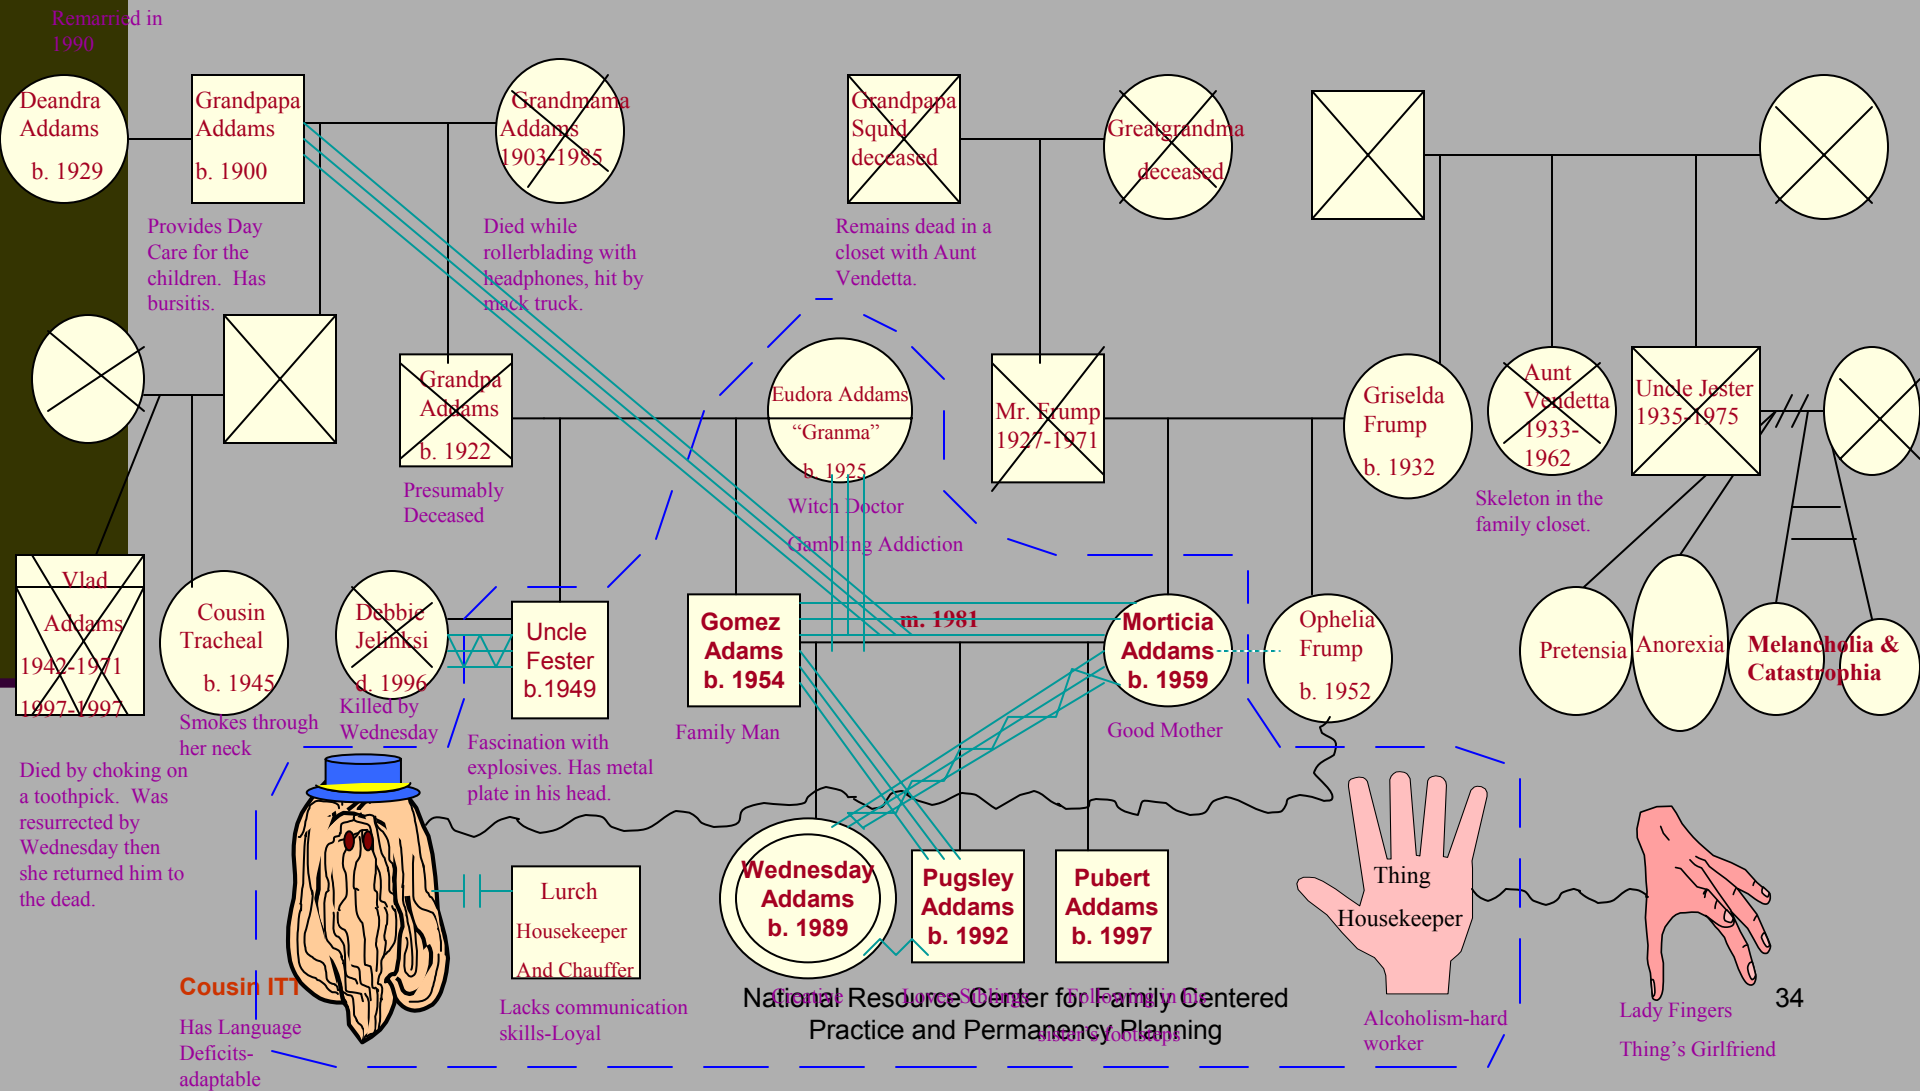 Remarried in
1990
Deandra
Addams
b. 1929
Grandpapa
Addams
b. 1900
Grandmama
Addams
1903-1985
Grandpapa
Squid
deceased
Greatgrandma
deceased
Provides Day
Care for the
children. Has
bursitis.
Died while
rollerblading with
headphones, hit by
mack truck.
Remains dead in a
closet with Aunt
Vendetta.
Grandpa
Addams
b. 1922
Presumably
Deceased
Eudora Addams
“Granma”
b. 1925
Witch Doctor
Gambling Addiction
Mr. Frump
1927-1971
Griselda
Frump
b. 1932
Aunt
Vendetta
1933-
1962
Skeleton in the
family closet.
Uncle Jester
1935-1975
Vlad
Addams
1942-1971
1997-1997
Died by choking on
a toothpick. Was
resurrected by
Wednesday then
she returned him to
the dead.
Cousin
Tracheal
b. 1945
Smokes through
her neck
Debbie
Jelinksi
d. 1996
Killed by
Wednesday
Uncle
Fester
b.1949
Fascination with
explosives. Has metal
plate in his head.
Gomez
Adams
b. 1954
Family Man
m. 1981
Morticia
Addams
b. 1959
Good Mother
Ophelia
Frump
b. 1952
Pretensia
Anorexia
Melancholia &
Catastrophia
Cousin ITT
Has Language
Deficits-
adaptable
Lurch
Housekeeper
And Chauffer
Lacks communication
skills-Loyal
Wednesday
Addams
b. 1989
Creative
Pugsley
Addams
b. 1992
Loves Siblings
Pubert
Addams
b. 1997
Following in his
sister's footsteps
Thing
Housekeeper
Alcoholism-hard
worker
Lady Fingers
Thing’s Girlfriend
National Resource Center for Family Centered
Practice and Permanency Planning
34